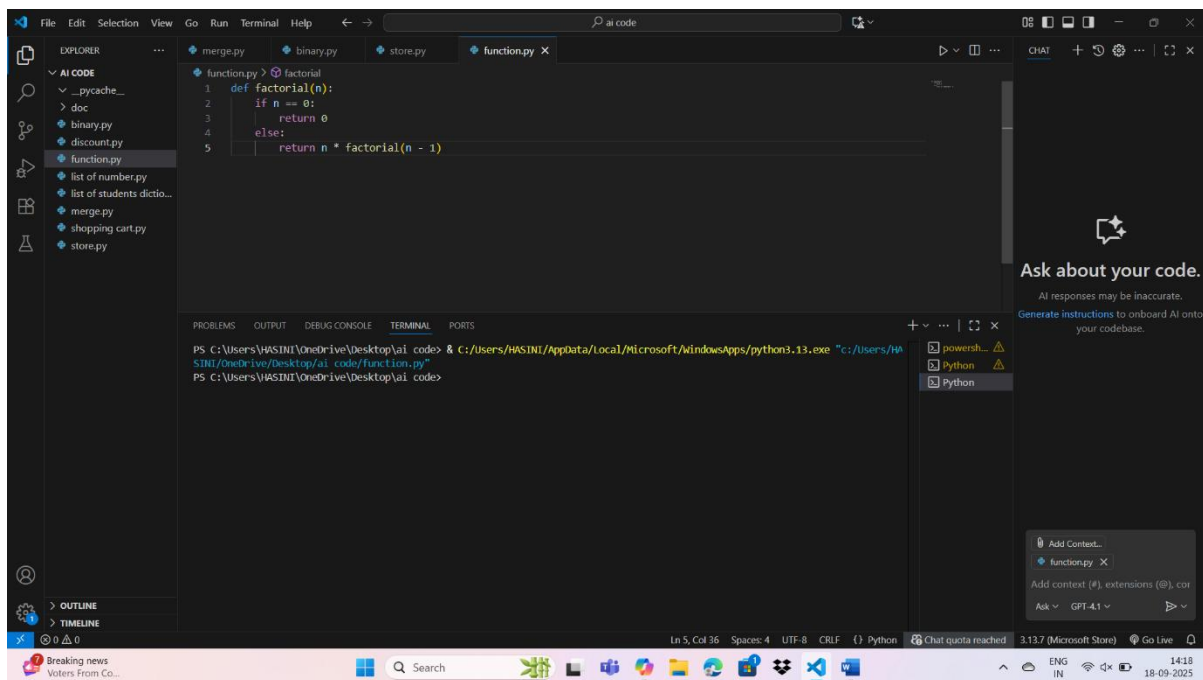 File Edit Selection View Go Run Terminal Help
ai code
EXPLORER
AI CODE
__pycache__
doc
binary.py
discount.py
function.py
list of number.py
list of students dictio...
merge.py
shopping cart.py
store.py
OUTLINE
TIMELINE
merge.py binary.py store.py function.py
function.py > factorial
1 def factorial(n):
2     if n == 0:
3         return 0
4     else:
5         return n * factorial(n - 1)
PROBLEMS OUTPUT DEBUG CONSOLE TERMINAL PORTS
PS C:\Users\HASINI\OneDrive\Desktop\ai code> & C:/Users/HASINI/AppData/Local/Microsoft/WindowsApps/python3.13.exe "c:/Users/HA
SINI/OneDrive/Desktop/ai code/function.py"
PS C:\Users\HASINI\OneDrive\Desktop\ai code>
powersh...
Python
Python
CHAT
Ask about your code.
AI responses may be inaccurate.
Generate instructions to onboard AI onto
your codebase.
Add Context...
function.py
Add context (#), extensions (@), cor
Ask GPT-4.1
0 0
Ln 5, Col 36 Spaces: 4 UTF-8 CRLF {} Python Chat quota reached 3.13.7 (Microsoft Store) Go Live
7
Breaking news
Voters From Co...
Search
ENG
IN
14:18
18-09-2025